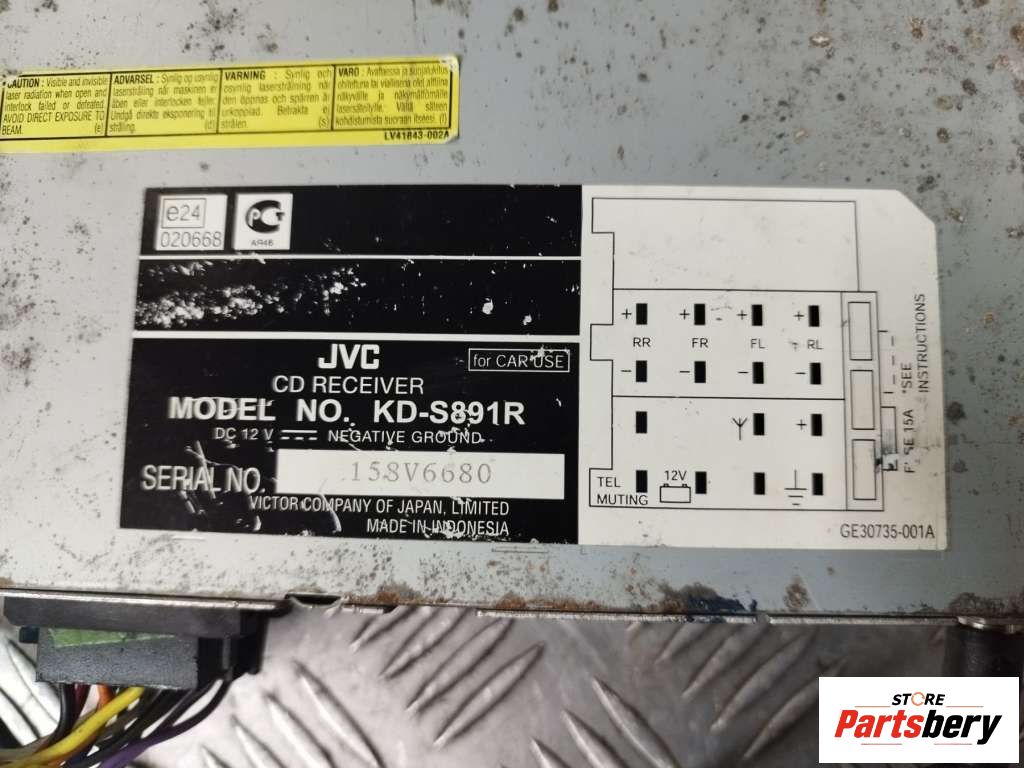 CAUTION : Visible and invisible
laser radiation when open and
interlock failed or defeated.
AVOID DIRECT EXPOSURE TO
BEAM. (e)
ADVARSEL : Synlig og usynlig
laserstråling når maskinen er
åben eller interlocken fejler.
Undgå direkte eksponering til
stråling. (d)
VARNING : Synlig och
osynlig laserstrålning när
den öppnas och spärren är
urkopplad. Betrakta ej
strålen. (s)
VARO : Avattaessa ja suojalukitus
ohitettuna tai viallisena olet alttiina
näkyvälle ja näkymättömälle
lasersäteilylle. Vältä säteen
kohdistumista suoraan itseesi. (f)
LV41843-002A
e24
020668
РСТ
АЯ46
JVC
for CAR USE
CD RECEIVER
MODEL NO. KD-S891R
DC 12 V NEGATIVE GROUND
SERIAL NO. 158V6680
VICTOR COMPANY OF JAPAN, LIMITED
MADE IN INDONESIA
+ + + +
RR FR FL RL
− − − −
+
TEL
MUTING
12V
15A *SEE
INSTRUCTIONS
GE30735-001A
STORE
Partsbery